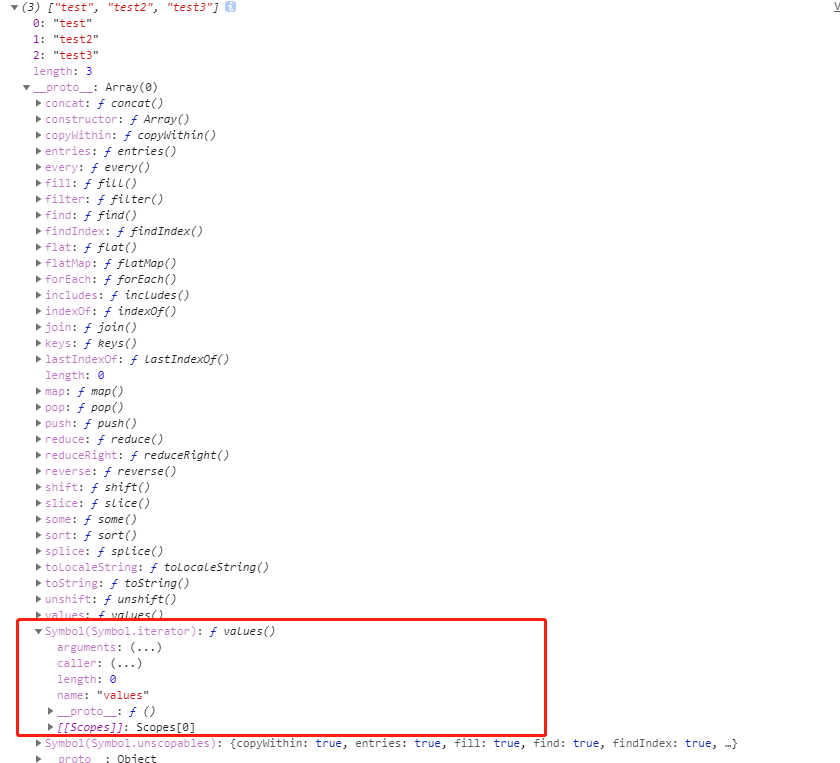 (3) ["test", "test2", "test3"] i
0: "test"
1: "test2"
2: "test3"
length: 3
__proto__: Array(0)
concat: ƒ concat()
constructor: ƒ Array()
copyWithin: ƒ copyWithin()
entries: ƒ entries()
every: ƒ every()
fill: ƒ fill()
filter: ƒ filter()
find: ƒ find()
findIndex: ƒ findIndex()
flat: ƒ flat()
flatMap: ƒ flatMap()
forEach: ƒ forEach()
includes: ƒ includes()
indexOf: ƒ indexOf()
join: ƒ join()
keys: ƒ keys()
lastIndexOf: ƒ lastIndexOf()
length: 0
map: ƒ map()
pop: ƒ pop()
push: ƒ push()
reduce: ƒ reduce()
reduceRight: ƒ reduceRight()
reverse: ƒ reverse()
shift: ƒ shift()
slice: ƒ slice()
some: ƒ some()
sort: ƒ sort()
splice: ƒ splice()
toLocaleString: ƒ toLocaleString()
toString: ƒ toString()
unshift: ƒ unshift()
values: ƒ values()
Symbol(Symbol.iterator): ƒ values()
arguments: (...)
caller: (...)
length: 0
name: "values"
__proto__: ƒ ()
[[Scopes]]: Scopes[0]
Symbol(Symbol.unscopables): {copyWithin: true, entries: true, fill: true, find: true, findIndex: true, …}
__proto__: Object